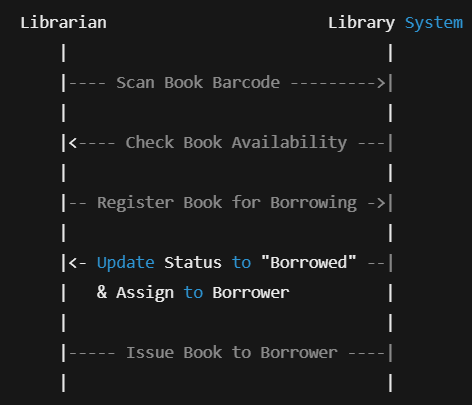 Librarian                       Library System
    |                                  |
    |---- Scan Book Barcode --------->|
    |                                  |
    |<---- Check Book Availability ---|
    |                                  |
    |-- Register Book for Borrowing ->|
    |                                  |
    |<- Update Status to "Borrowed" --|
    |   & Assign to Borrower          |
    |                                  |
    |----- Issue Book to Borrower ----|
    |                                  |